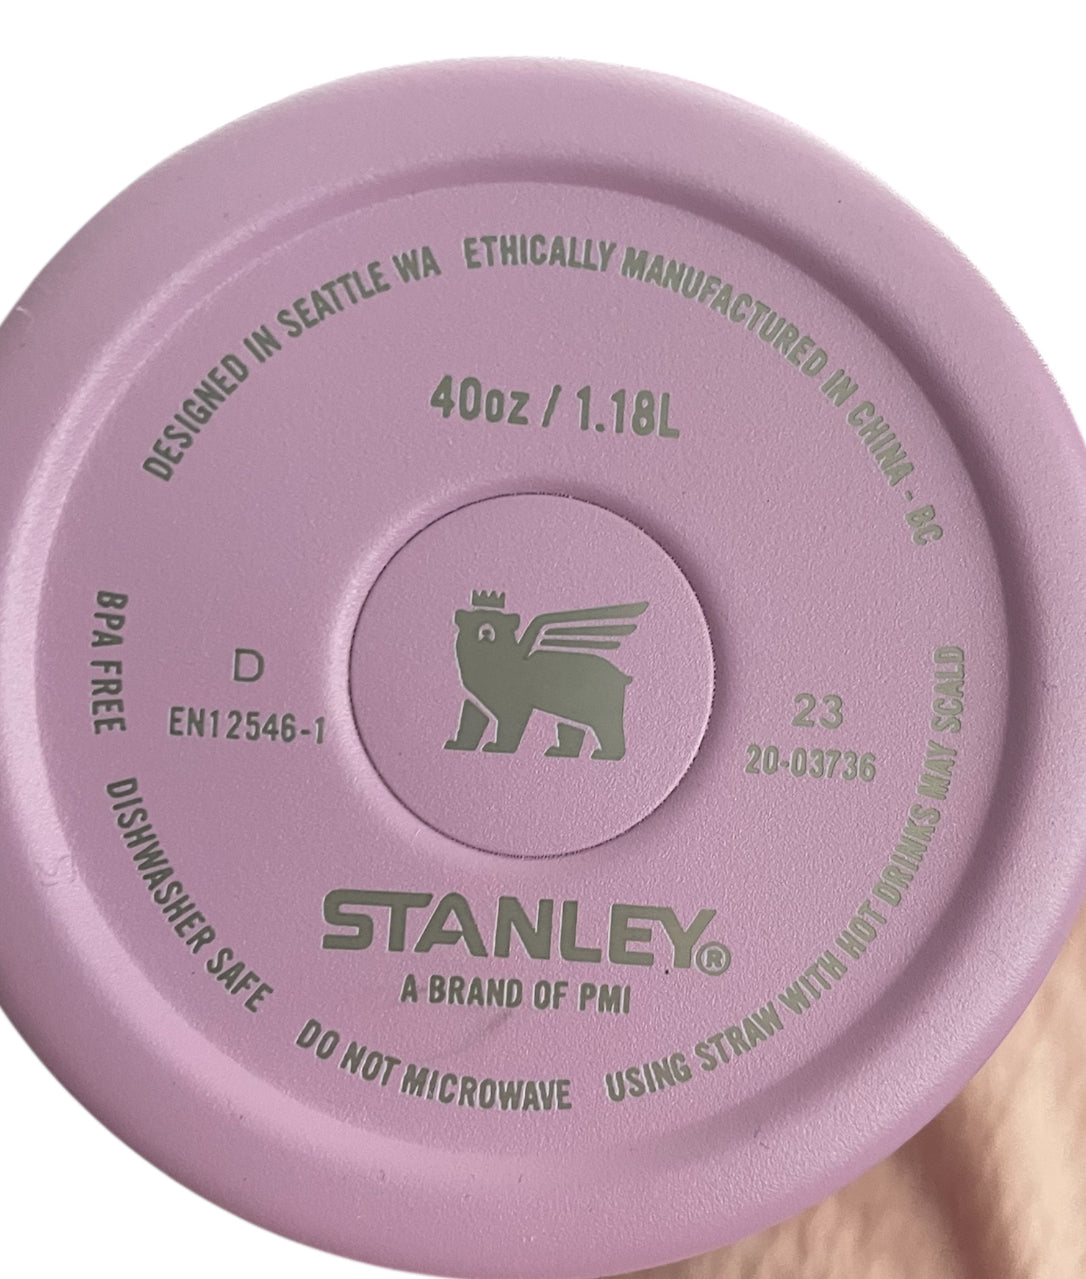 DESIGNED IN SEATTLE WA
ETHICALLY MANUFACTURED IN CHINA - BC
40oz / 1.18L
BPA FREE
D
EN12546-1
23
20-03736
DISHWASHER SAFE
STANLEY®
A BRAND OF PMI
DO NOT MICROWAVE
USING STRAW WITH HOT DRINKS MAY SCALD